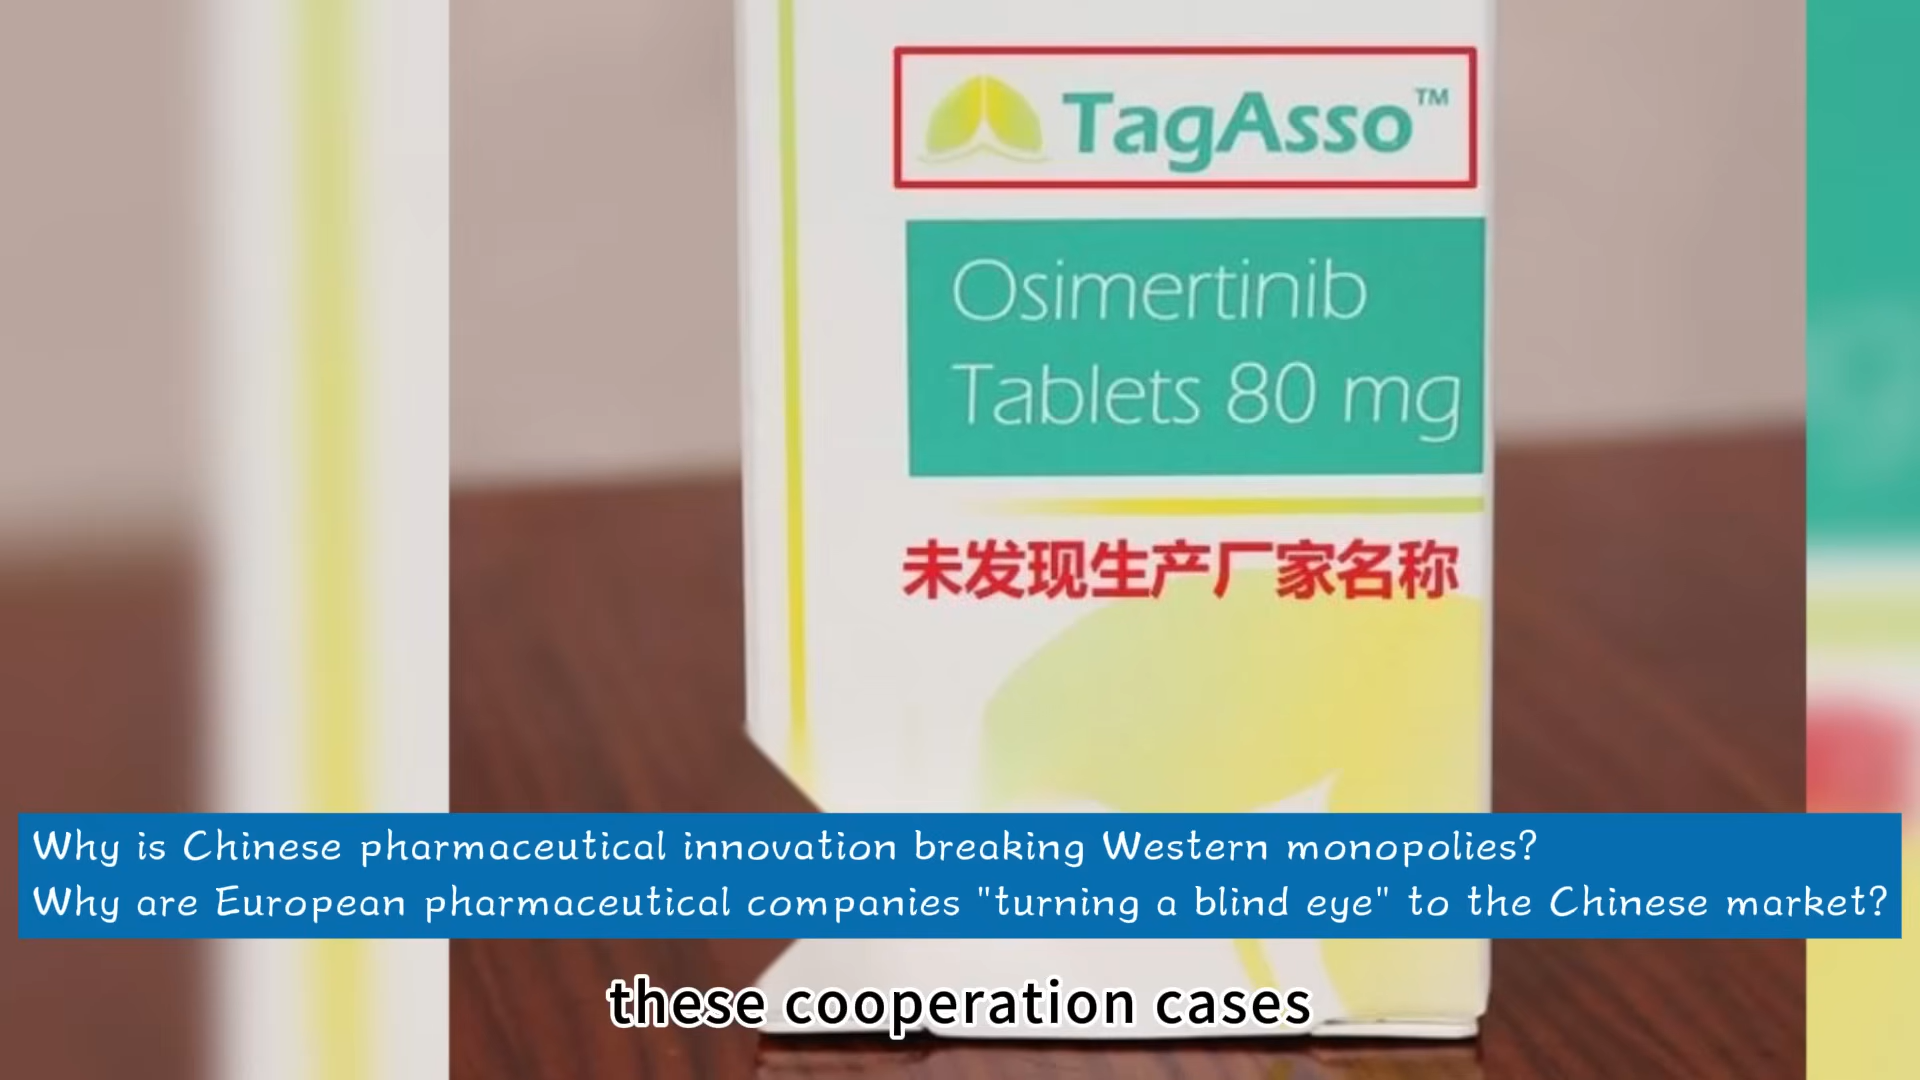 TagAsso™
Osimertinib
Tablets 80 mg
未发现生产厂家名称
Why is Chinese pharmaceutical innovation breaking Western monopolies?
Why are European pharmaceutical companies "turning a blind eye" to the Chinese market?
these cooperation cases